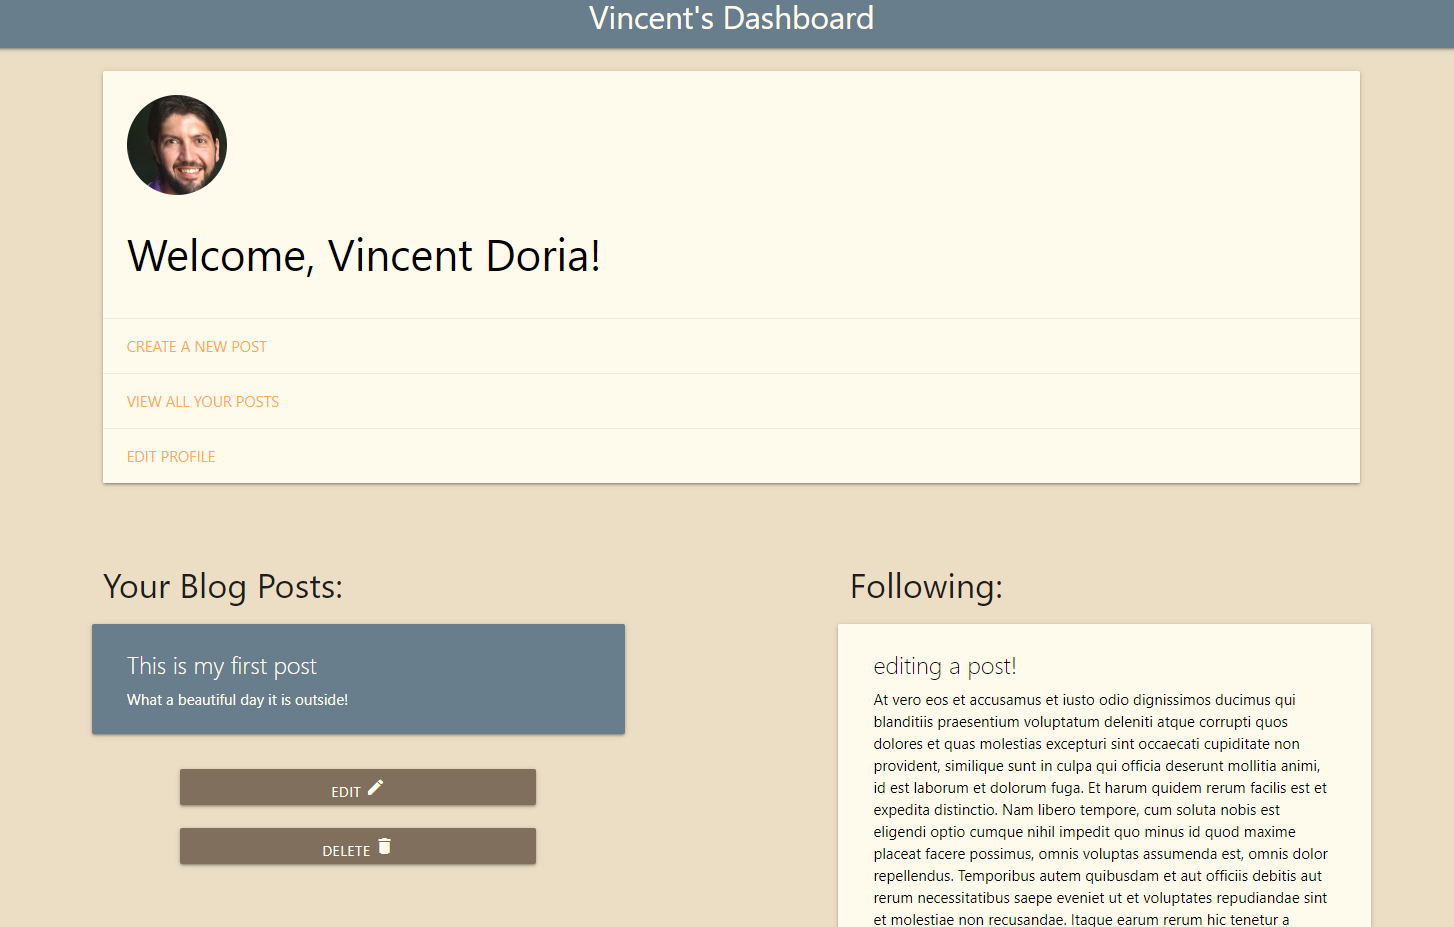 Vincent's Dashboard
Welcome, Vincent Doria!
CREATE A NEW POST
VIEW ALL YOUR POSTS
EDIT PROFILE
Your Blog Posts:
This is my first post
What a beautiful day it is outside!
EDIT
DELETE
Following:
editing a post!
At vero eos et accusamus et iusto odio dignissimos ducimus qui
blanditiis praesentium voluptatum deleniti atque corrupti quos
dolores et quas molestias excepturi sint occaecati cupiditate non
provident, similique sunt in culpa qui officia deserunt mollitia animi,
id est laborum et dolorum fuga. Et harum quidem rerum facilis est et
expedita distinctio. Nam libero tempore, cum soluta nobis est
eligendi optio cumque nihil impedit quo minus id quod maxime
placeat facere possimus, omnis voluptas assumenda est, omnis dolor
repellendus. Temporibus autem quibusdam et aut officiis debitis aut
rerum necessitatibus saepe eveniet ut et voluptates repudiandae sint
et molestiae non recusandae. Itaque earum rerum hic tenetur a